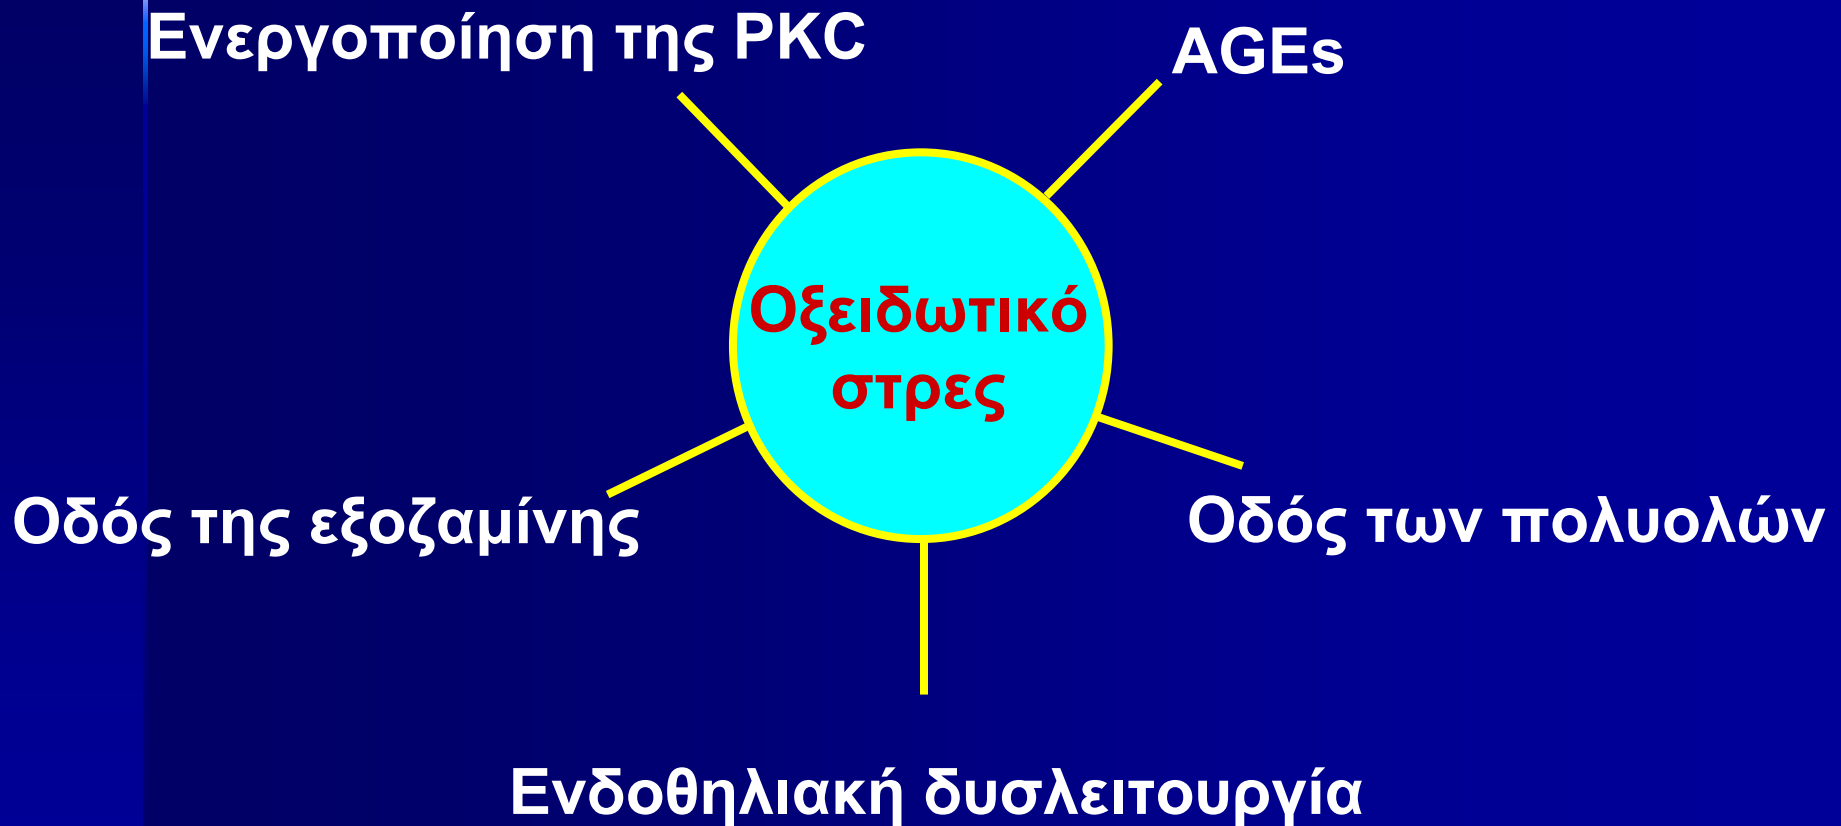 Ενεργοποίηση της PKC
AGEs
Οξειδωτικό
στρες
Οδός της εξοζαμίνης
Οδός των πολυολών
Ενδοθηλιακή δυσλειτουργία